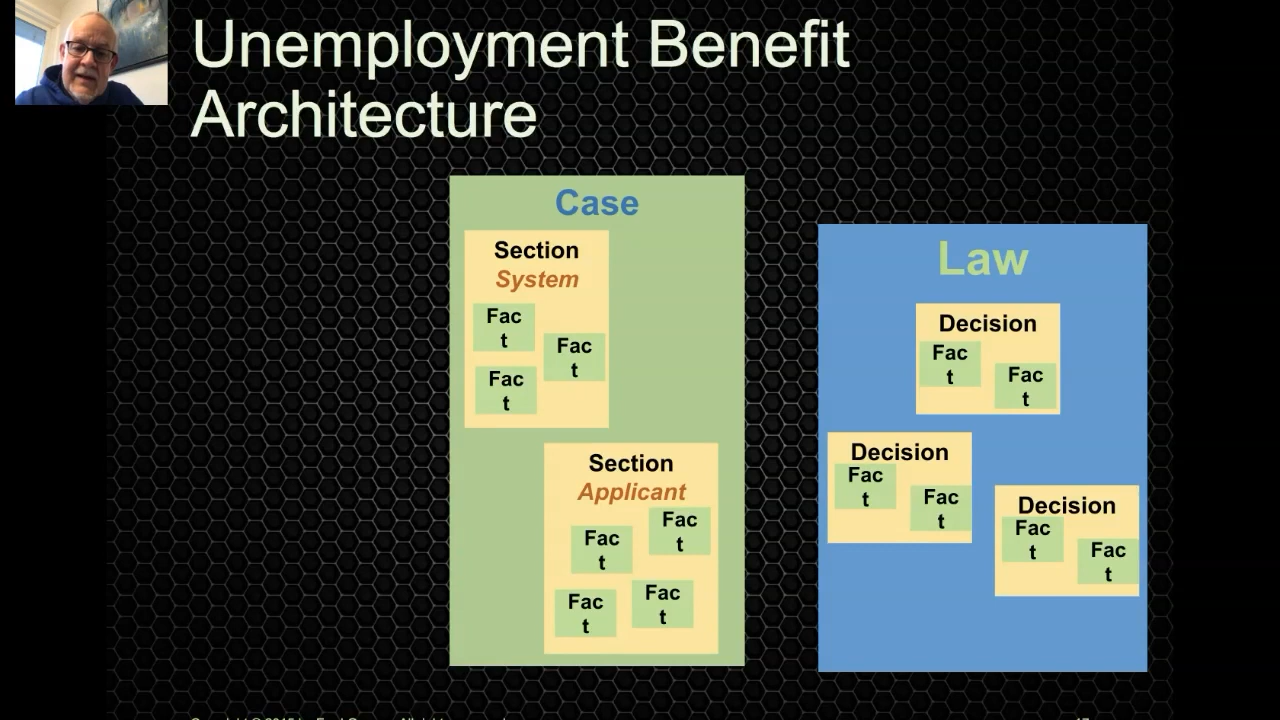 Unemployment Benefit
Architecture
Case
Section
System
Fac
t
Fac
t
Fac
t
Section
Applicant
Fac
t
Fac
t
Fac
t
Fac
t
Law
Decision
Fac
t
Fac
t
Decision
Fac
t
Fac
t
Decision
Fac
t
Fac
t